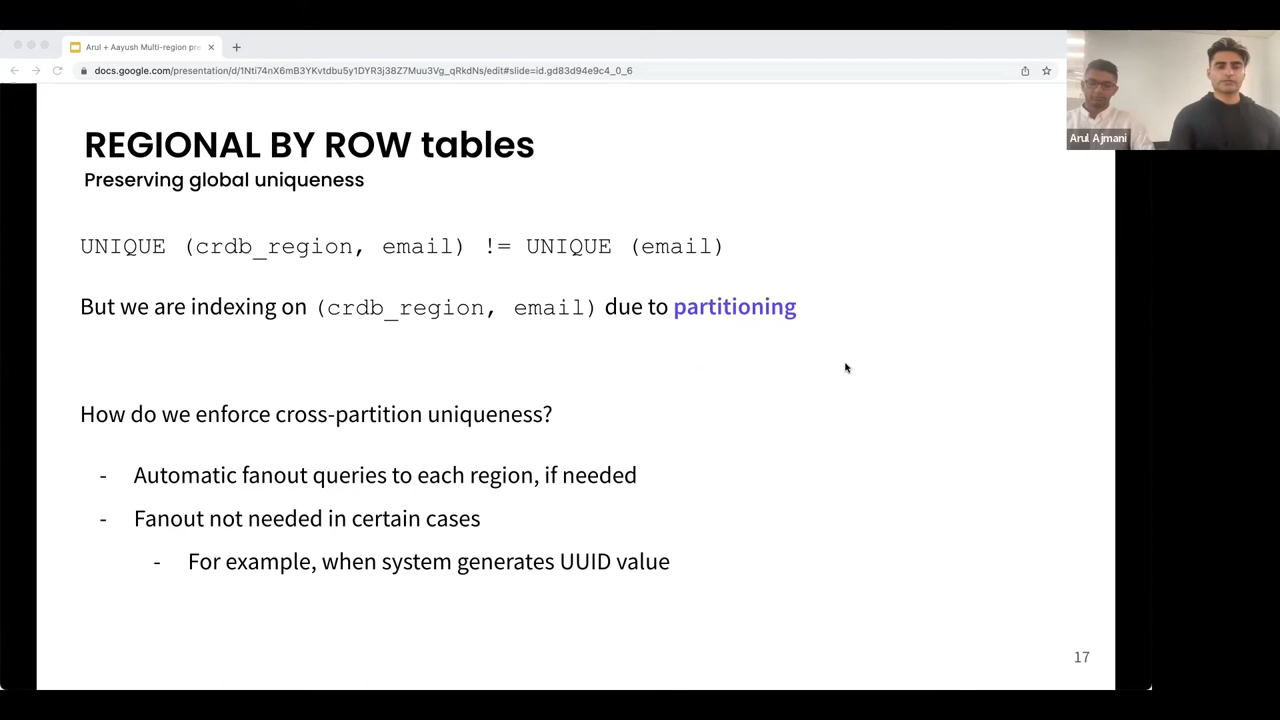 Arul + Aayush Multi-region pre
docs.google.com/presentation/d/1Nti74nX6mB3YKvtdbu5y1DYR3j38Z7Muu3Vg_qRkdNs/edit#slide=id.gd83d94e9c4_0_6
Arul Ajmani
REGIONAL BY ROW tables
Preserving global uniqueness
UNIQUE (crdb_region, email) != UNIQUE (email)
But we are indexing on (crdb_region, email) due to partitioning
How do we enforce cross-partition uniqueness?
- Automatic fanout queries to each region, if needed
- Fanout not needed in certain cases
- For example, when system generates UUID value
17